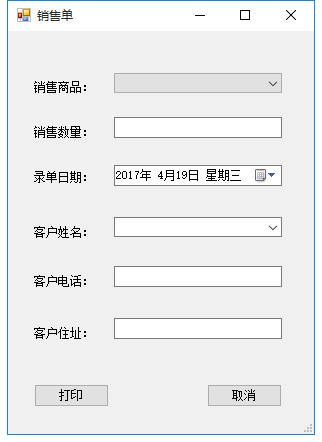 销售单
销售商品：
销售数量：
录单日期： 2017年 4月19日 星期三
客户姓名：
客户电话：
客户住址：
打印 取消